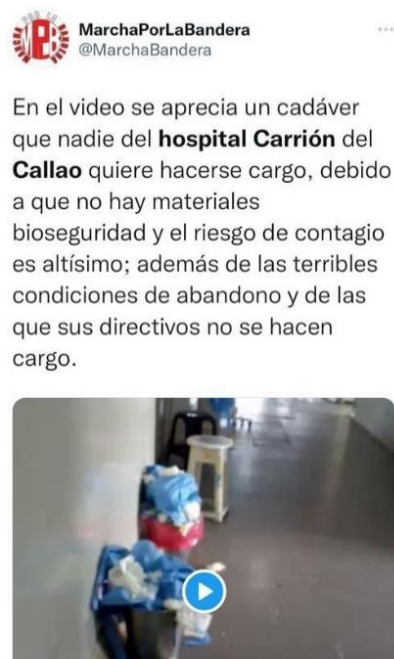 MarchaPorLaBandera
@MarchaBandera
En el video se aprecia un cadáver
que nadie del hospital Carrión del
Callao quiere hacerse cargo, debido
a que no hay materiales
bioseguridad y el riesgo de contagio
es altísimo; además de las terribles
condiciones de abandono y de las
que sus directivos no se hacen
cargo.